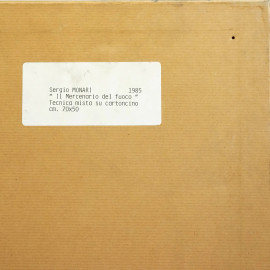 Sergio MUNARI 1985
" Il Mercenario del fuoco "
Tecnica mista su cartoncino
cm. 70x50